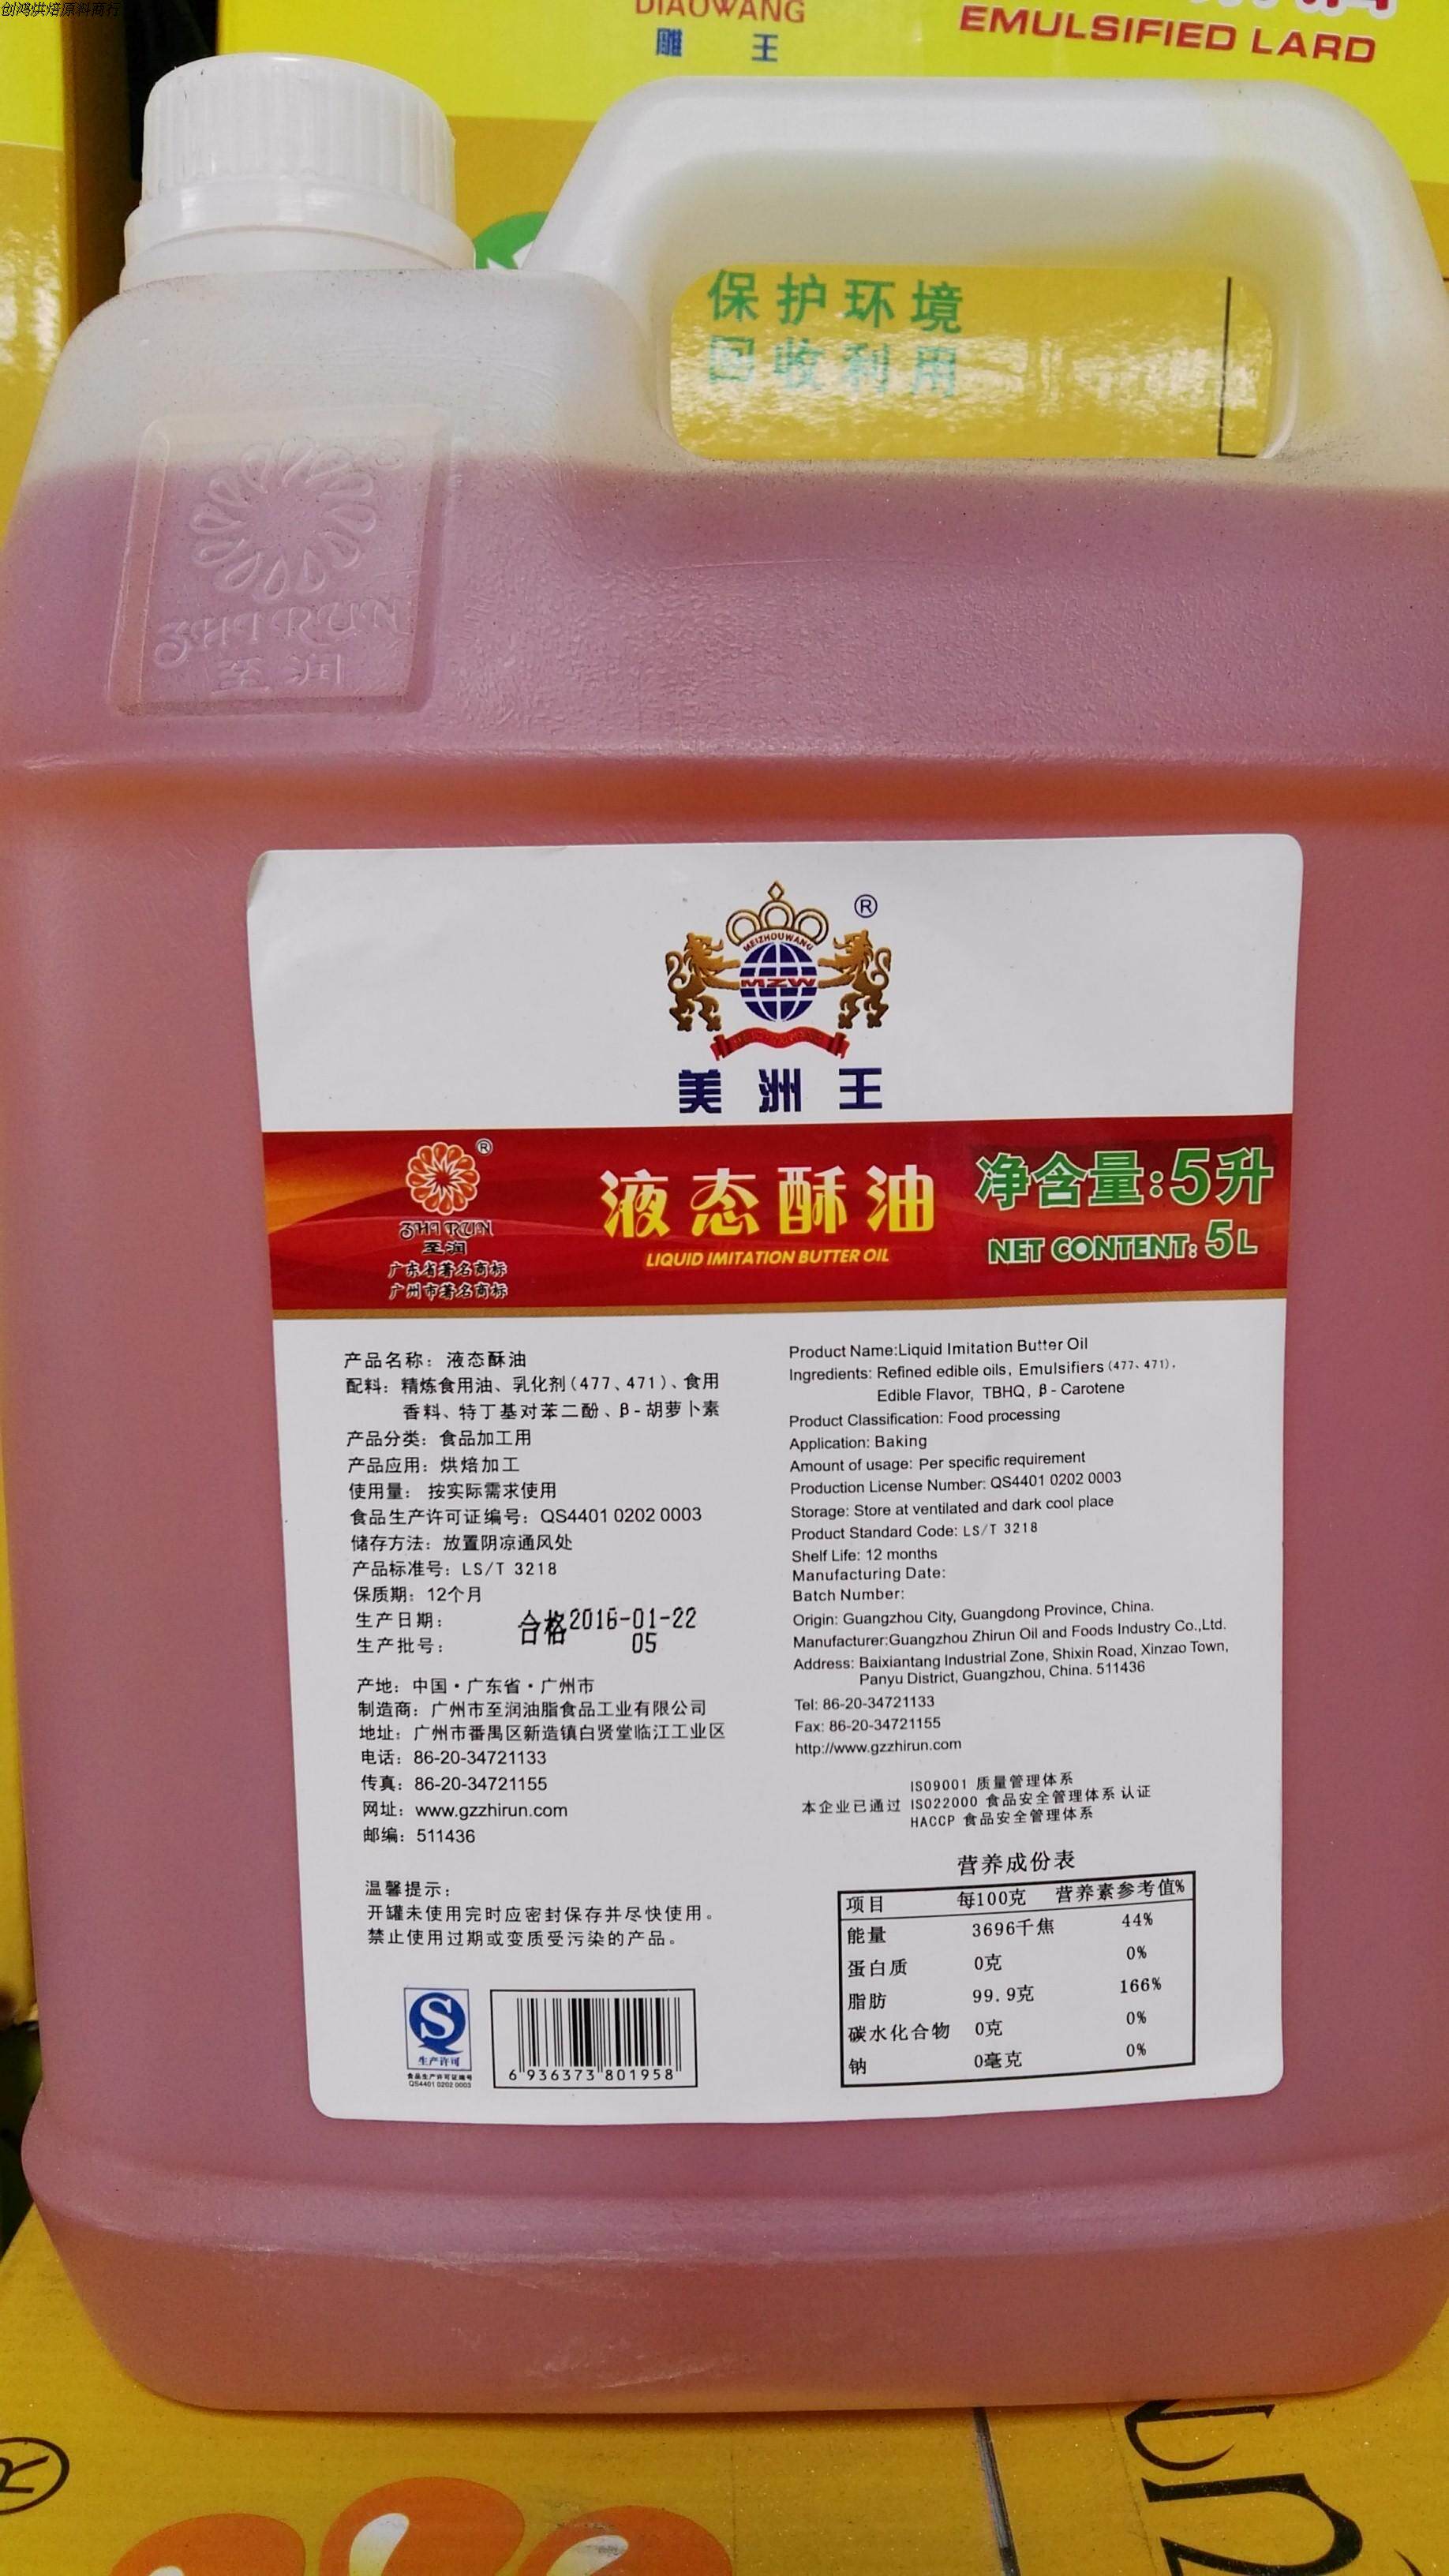 创鸿烘焙原料商行
DIAOWANG
雕 王
EMULSIFIED LARD
保护环境
回收利用
ZHI RUN
至润
®
MEIZHOUWANG
MZW
美洲王
®
ZHI RUN
至润
广东省著名商标
广州市著名商标
液态酥油
LIQUID IMITATION BUTTER OIL
净含量:5升
NET CONTENT: 5L
产品名称：液态酥油
配料：精炼食用油、乳化剂(477、471)、食用
香料、特丁基对苯二酚、β-胡萝卜素
产品分类：食品加工用
产品应用：烘焙加工
使用量：按实际需求使用
食品生产许可证编号：QS4401 0202 0003
储存方法：放置阴凉通风处
产品标准号：LS/T 3218
保质期：12个月
生产日期：
生产批号：
合格2016-01-22
05
产地：中国·广东省·广州市
制造商：广州市至润油脂食品工业有限公司
地址：广州市番禺区新造镇白贤堂临江工业区
电话：86-20-34721133
传真：86-20-34721155
网址：www.gzzhirun.com
邮编：511436
温馨提示：
开罐未使用完时应密封保存并尽快使用。
禁止使用过期或变质受污染的产品。
生产许可
食品生产许可证编号
QS4401 0202 0003
6 936373 801958
Product Name:Liquid Imitation Butter Oil
Ingredients: Refined edible oils, Emulsifiers (477、471),
Edible Flavor, TBHQ, β - Carotene
Product Classification: Food processing
Application: Baking
Amount of usage: Per specific requirement
Production License Number: QS4401 0202 0003
Storage: Store at ventilated and dark cool place
Product Standard Code: LS/T 3218
Shelf Life: 12 months
Manufacturing Date:
Batch Number:
Origin: Guangzhou City, Guangdong Province, China.
Manufacturer:Guangzhou Zhirun Oil and Foods Industry Co.,Ltd.
Address: Baixiantang Industrial Zone, Shixin Road, Xinzao Town,
Panyu District, Guangzhou, China. 511436
Tel: 86-20-34721133
Fax: 86-20-34721155
http://www.gzzhirun.com
ISO9001 质量管理体系
本企业已通过 ISO22000 食品安全管理体系 认证
HACCP 食品安全管理体系
营养成份表
项目 每100克 营养素参考值%
能量 3696千焦 44%
蛋白质 0克 0%
脂肪 99.9克 166%
碳水化合物 0克 0%
钠 0毫克 0%